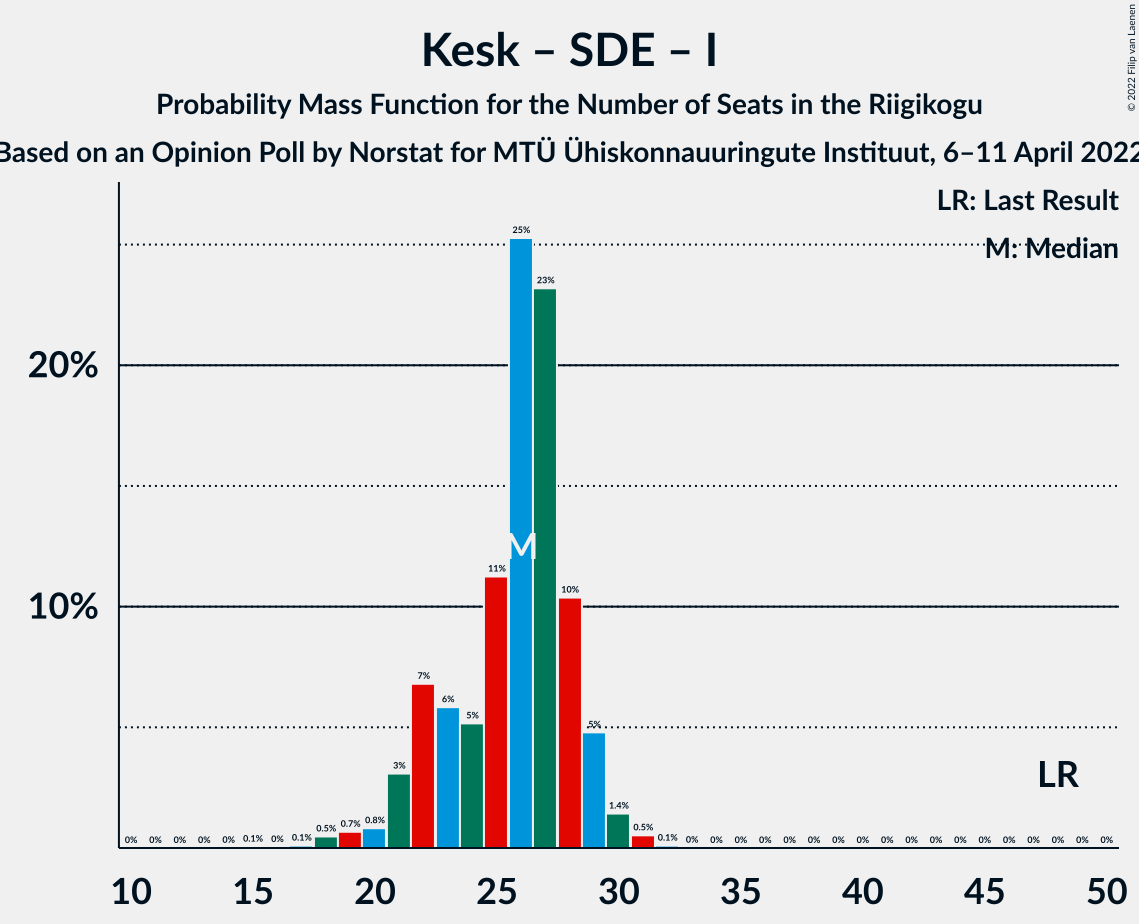 Kesk – SDE – I
Probability Mass Function for the Number of Seats in the Riigikogu
Based on an Opinion Poll by Norstat for MTÜ Ühiskonnauuringute Instituut, 6–11 April 2022
© 2022 Filip van Laenen
LR: Last Result
M: Median
20%
10%
0% 0% 0% 0% 0% 0.1% 0% 0.1% 0.5% 0.7% 0.8% 3% 7% 6% 5% 11% 25% 23% 10% 5% 1.4% 0.5% 0.1% 0% 0% 0% 0% 0% 0% 0% 0% 0% 0% 0% 0% 0% 0% 0% 0% 0% 0%
M
LR
10 15 20 25 30 35 40 45 50